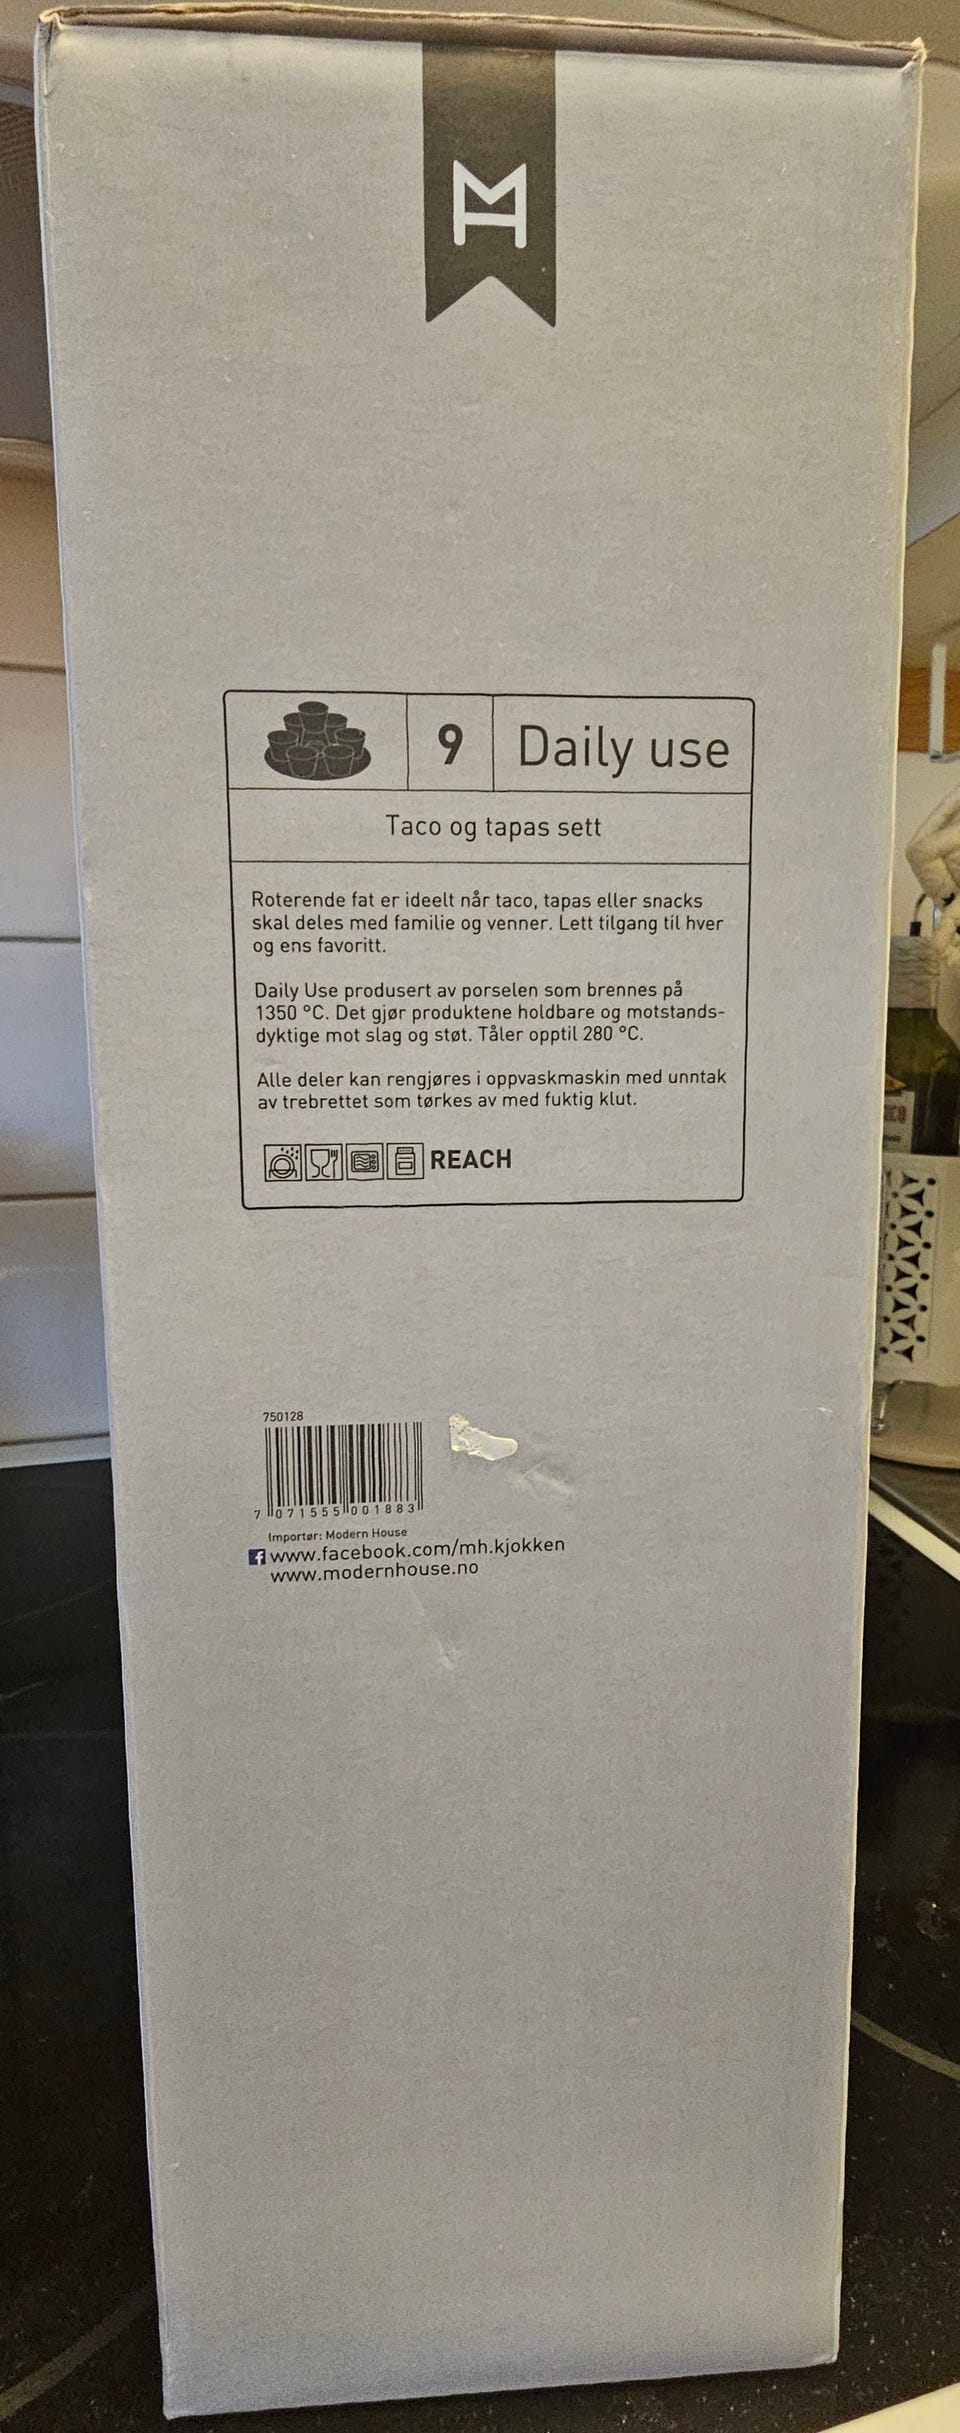 9
Daily use
Taco og tapas sett
Roterende fat er ideelt når taco, tapas eller snacks
skal deles med familie og venner. Lett tilgang til hver
og ens favoritt.
Daily Use produsert av porselen som brennes på
1350 °C. Det gjør produktene holdbare og motstands-
dyktige mot slag og støt. Tåler opptil 280 °C.
Alle deler kan rengjøres i oppvaskmaskin med unntak
av trebrettet som tørkes av med fuktig klut.
REACH
750128
7 071555 001883
Importør: Modern House
f www.facebook.com/mh.kjokken
www.modernhouse.no